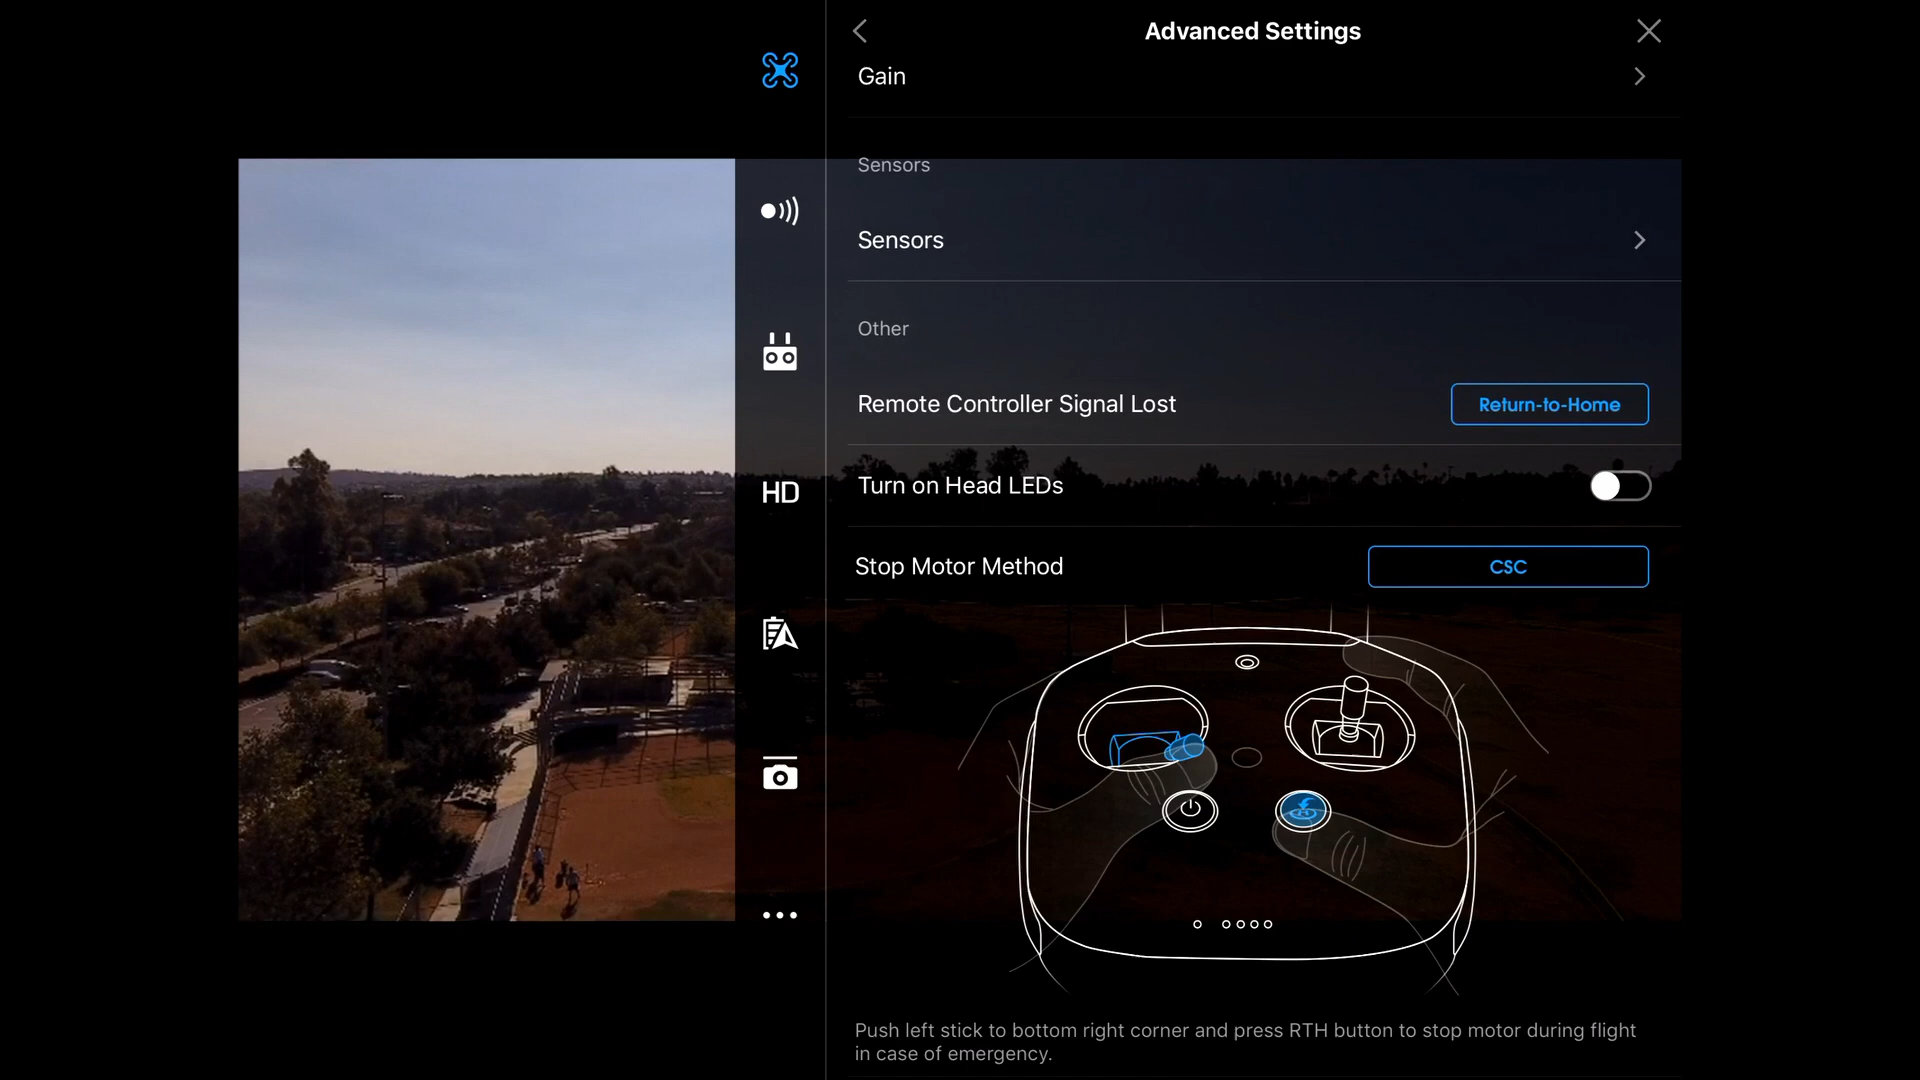 Advanced Settings
Gain
Sensors
Sensors
Other
Remote Controller Signal Lost
Return-to-Home
HD
Turn on Head LEDs
Stop Motor Method
CSC
Push left stick to bottom right corner and press RTH button to stop motor during flight
in case of emergency.